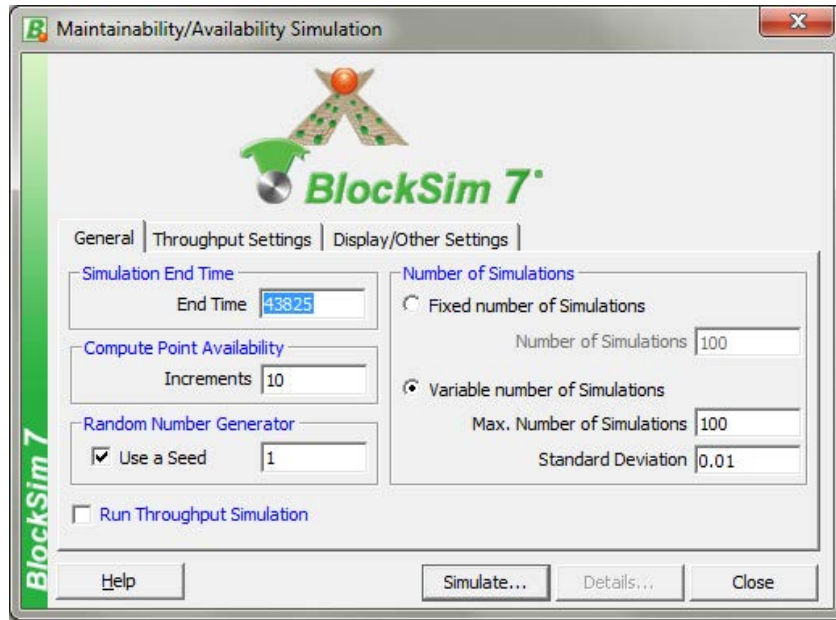 Maintainability/Availability Simulation
BlockSim 7
BlockSim 7
General
Throughput Settings
Display/Other Settings
Simulation End Time
End Time 43825
Compute Point Availability
Increments 10
Random Number Generator
Use a Seed 1
Run Throughput Simulation
Number of Simulations
Fixed number of Simulations
Number of Simulations 100
Variable number of Simulations
Max. Number of Simulations 100
Standard Deviation 0.01
Help
Simulate...
Details...
Close